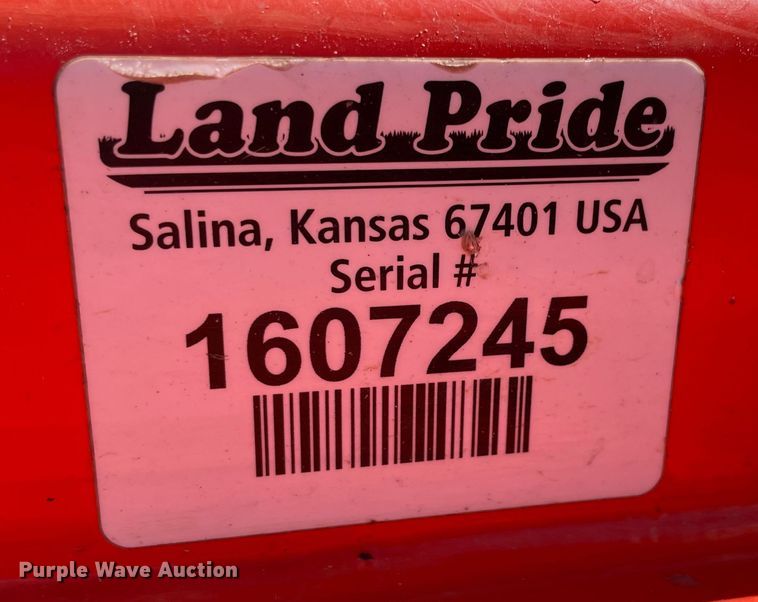 Land Pride
Salina, Kansas 67401 USA
Serial #
1607245
Purple Wave Auction